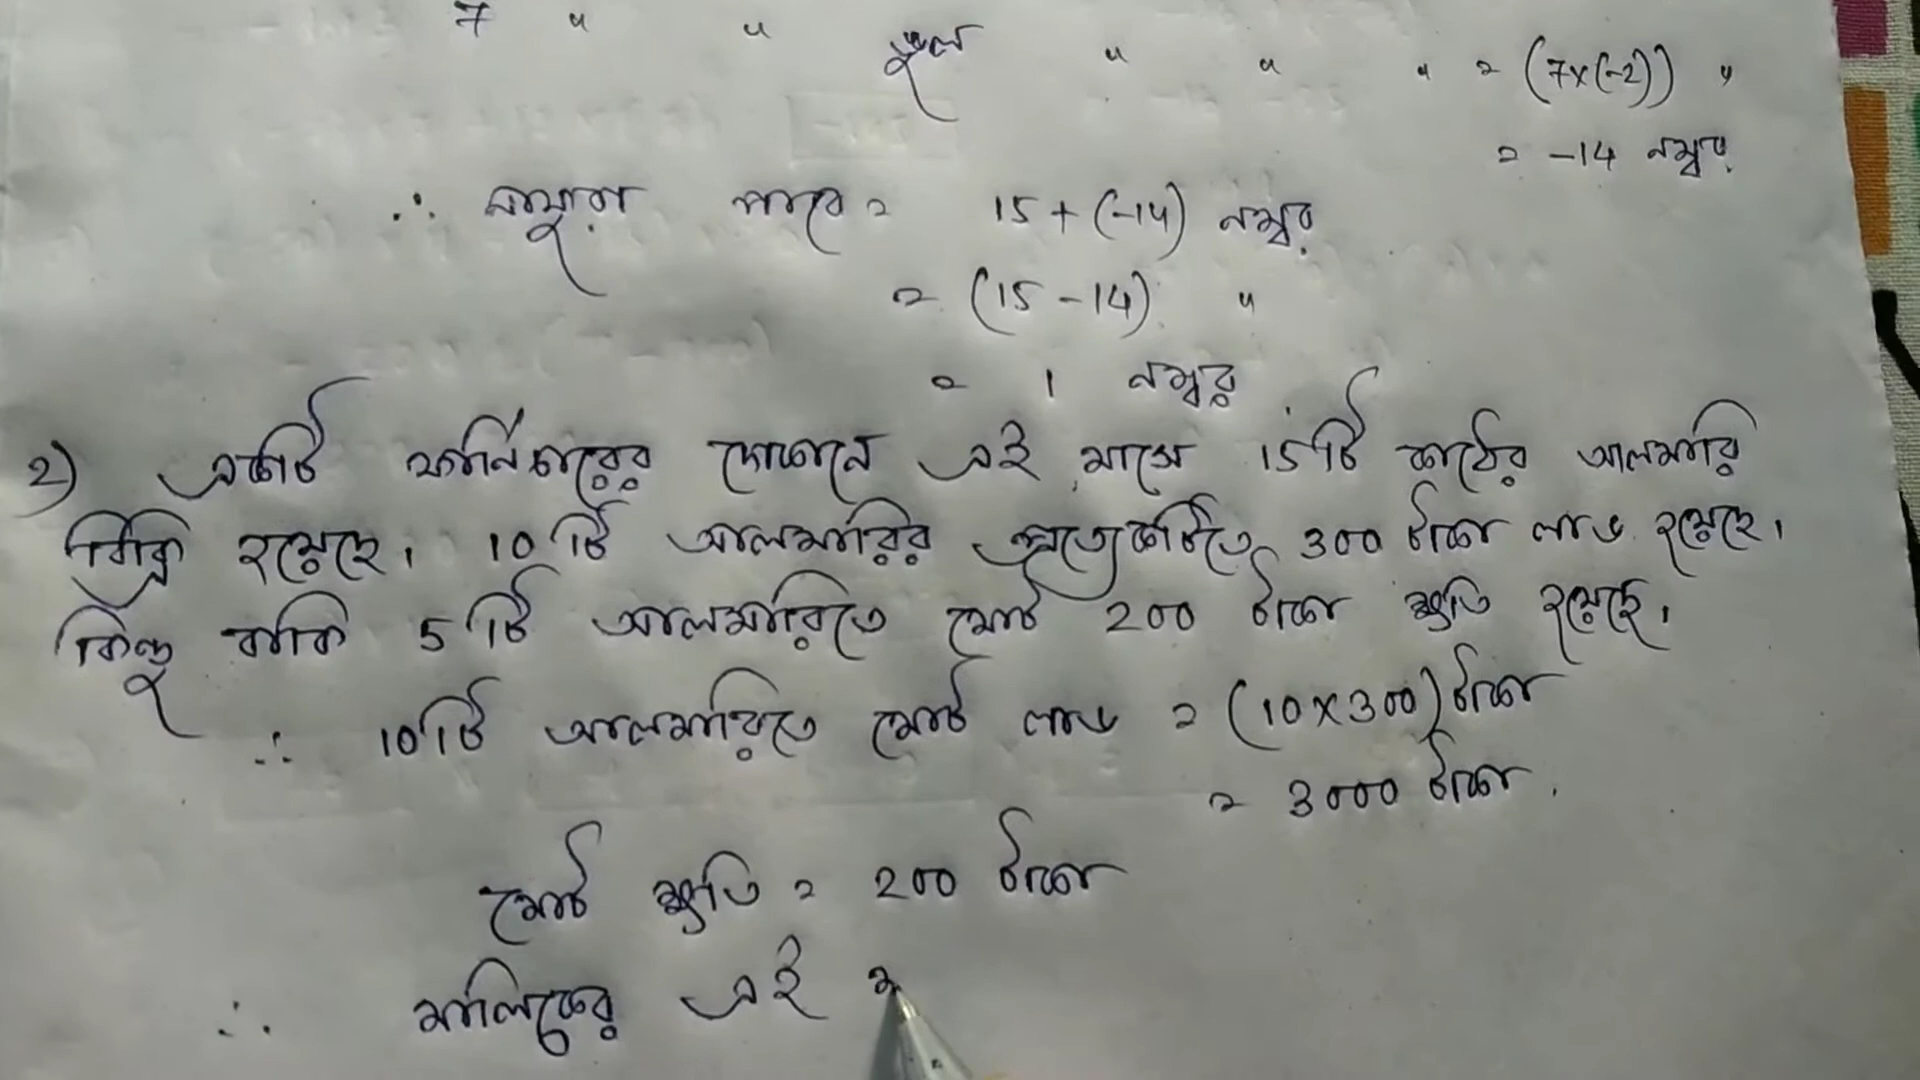 7 " " ভুল " " " = (7×(-2)) "
= -14 নম্বর
∴ পাবে = 15 + (-14) নম্বর
= (15 - 14) "
= 1 নম্বর
2) একটি ফার্নিচারের দোকানে এই মাসে 15টি কাঠের আলমারি
বিক্রি হয়েছে। 10টি আলমারির প্রত্যেকটিতে 300 টাকা লাভ হয়েছে।
কিন্তু বাকি 5টি আলমারিতে মোট 200 টাকা ক্ষতি হয়েছে।
∴ 10টি আলমারিতে মোট লাভ = (10×300) টাকা
= 3000 টাকা.
মোট ক্ষতি = 200 টাকা
∴ মালিকের এই